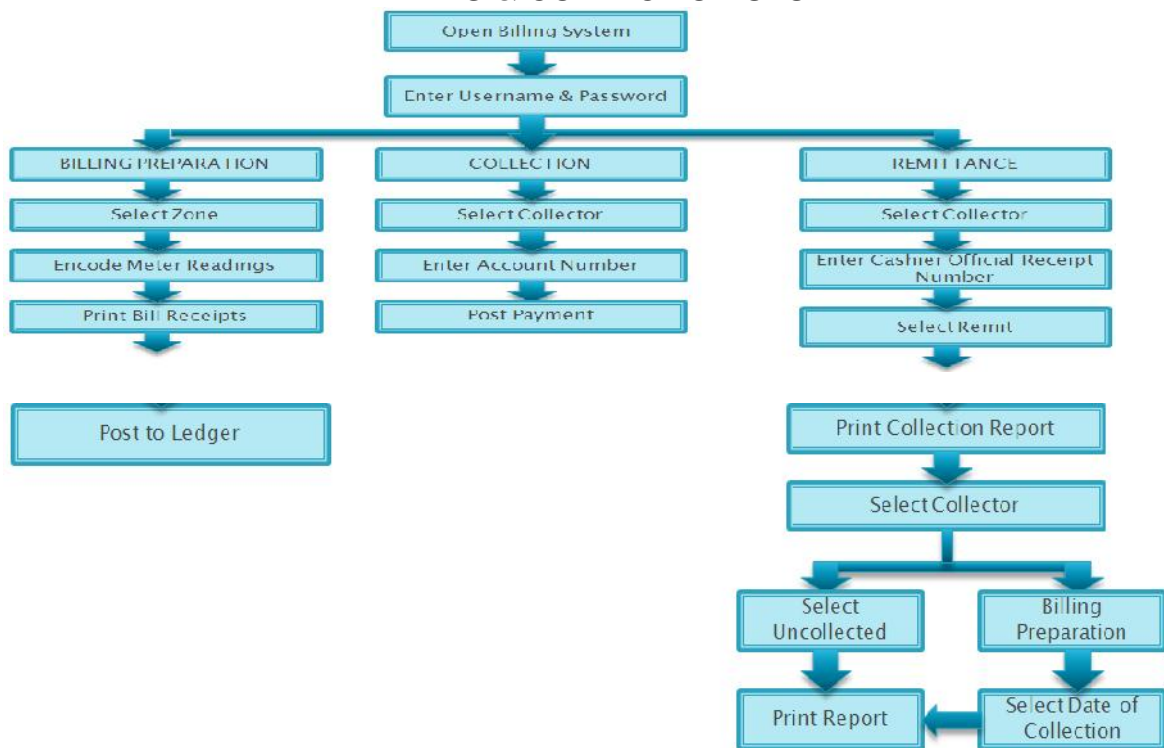 Open Billing System
Enter Username & Password
BILLING PREPARATION
COLLECTION
REMITTANCE
Select Zone
Select Collector
Select Collector
Encode Meter Readings
Enter Account Number
Enter Cashier Official Receipt
Number
Print Bill Receipts
Post Payment
Select Remit
Post to Ledger
Print Collection Report
Select Collector
Select
Uncollected
Billing
Preparation
Print Report
Select Date of
Collection